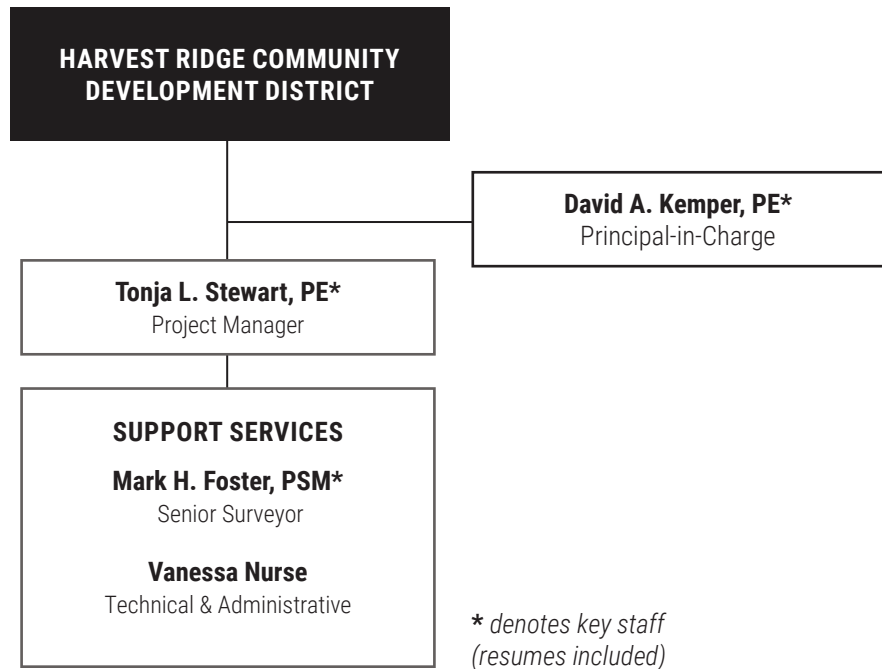 HARVEST RIDGE COMMUNITY
DEVELOPMENT DISTRICT
David A. Kemper, PE*
Principal-in-Charge
Tonja L. Stewart, PE*
Project Manager
SUPPORT SERVICES
Mark H. Foster, PSM*
Senior Surveyor
Vanessa Nurse
Technical & Administrative
* denotes key staff
(resumes included)